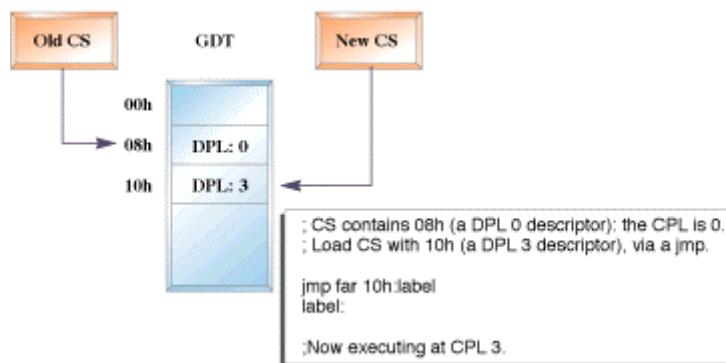 Old CS
GDT
New CS
00h
08h
DPL: 0
10h
DPL: 3
; CS contains 08h (a DPL 0 descriptor): the CPL is 0.
; Load CS with 10h (a DPL 3 descriptor), via a jmp.
jmp far 10h:label
label:
;Now executing at CPL 3.